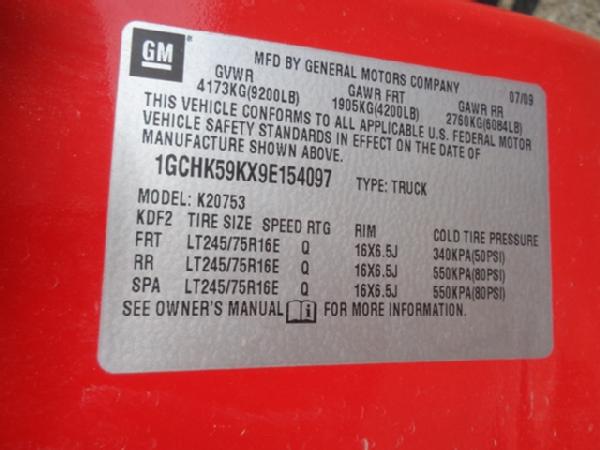 GM
MFD BY GENERAL MOTORS COMPANY 07/09
GVWR GAWR FRT GAWR RR
4173KG(9200LB) 1905KG(4200LB) 2760KG(6084LB)
THIS VEHICLE CONFORMS TO ALL APPLICABLE U.S. FEDERAL MOTOR
VEHICLE SAFETY STANDARDS IN EFFECT ON THE DATE OF
MANUFACTURE SHOWN ABOVE.
1GCHK59KX9E154097 TYPE: TRUCK
MODEL: K20753
KDF2 TIRE SIZE SPEED RTG RIM COLD TIRE PRESSURE
FRT LT245/75R16E Q 16X6.5J 340KPA(50PSI)
RR LT245/75R16E Q 16X6.5J 550KPA(80PSI)
SPA LT245/75R16E Q 16X6.5J 550KPA(80PSI)
SEE OWNER'S MANUAL FOR MORE INFORMATION.